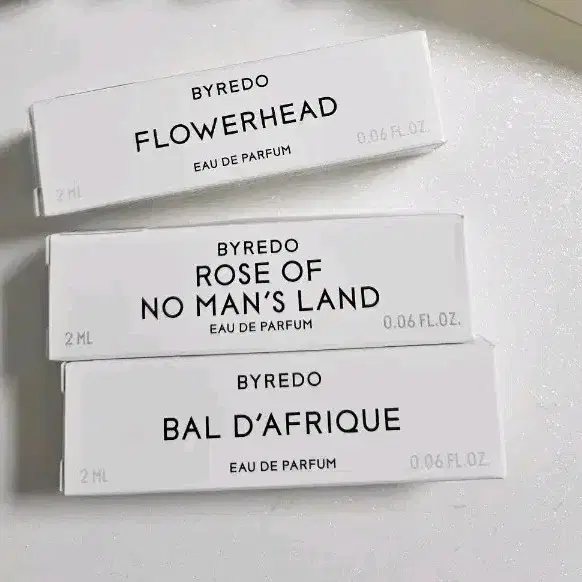 BYREDO
FLOWERHEAD
EAU DE PARFUM
2 ML
0.06 FL.OZ.
BYREDO
ROSE OF
NO MAN'S LAND
EAU DE PARFUM
2 ML
0.06 FL.OZ.
BYREDO
BAL D'AFRIQUE
EAU DE PARFUM
2 ML
0.06 FL.OZ.